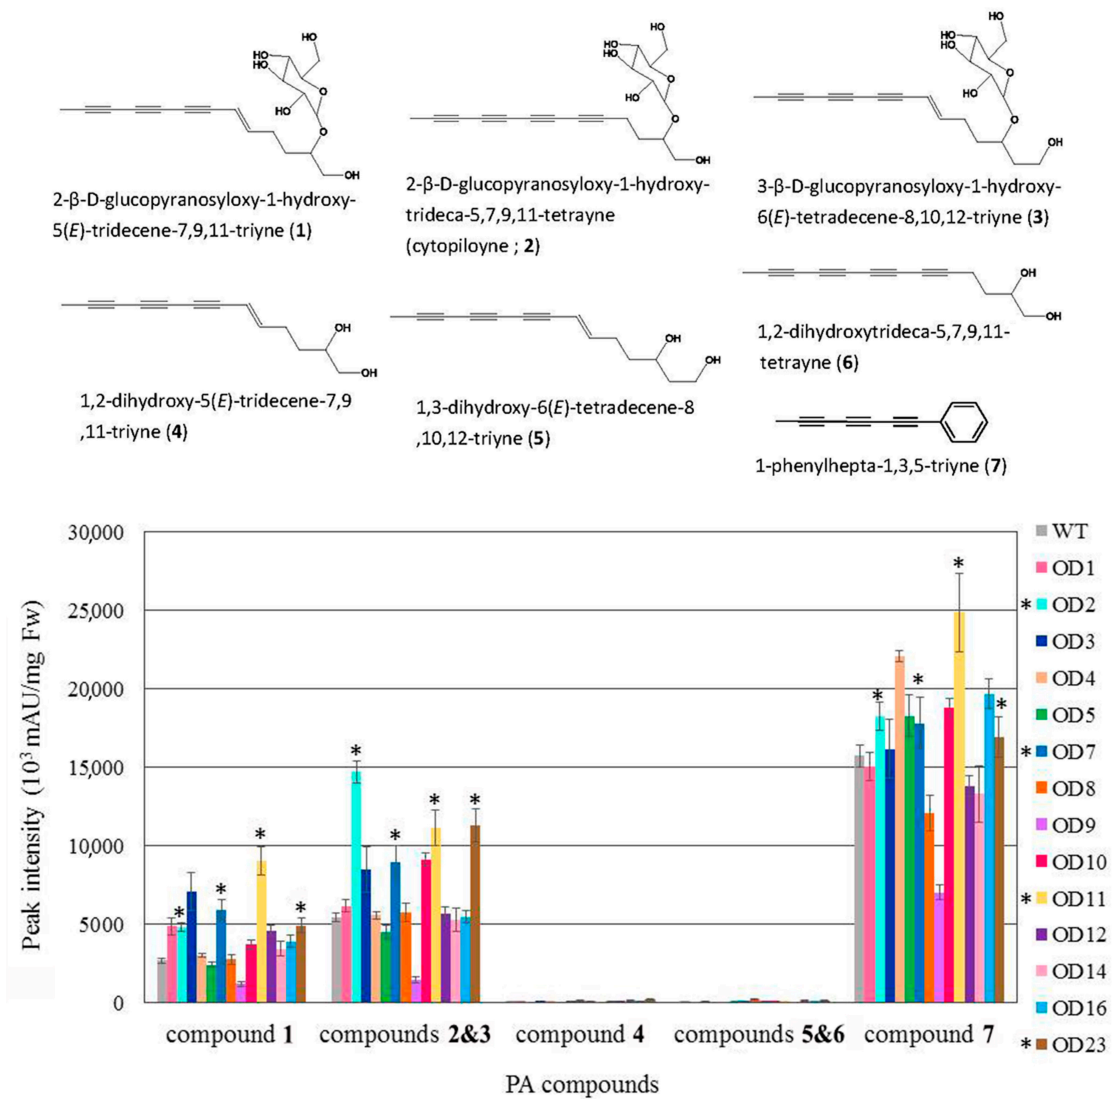 HO
HO
HO
HO
O
O
OH
2-β-D-glucopyranosyloxy-1-hydroxy-
5(E)-tridecene-7,9,11-triyne (1)
HO
HO
HO
HO
O
O
OH
2-β-D-glucopyranosyloxy-1-hydroxy-
trideca-5,7,9,11-tetrayne
(cytopiloyne ; 2)
HO
HO
HO
HO
O
O
OH
3-β-D-glucopyranosyloxy-1-hydroxy-
6(E)-tetradecene-8,10,12-triyne (3)
OH
OH
1,2-dihydroxy-5(E)-tridecene-7,9
,11-triyne (4)
OH
OH
1,3-dihydroxy-6(E)-tetradecene-8
,10,12-triyne (5)
OH
OH
1,2-dihydroxytrideca-5,7,9,11-
tetrayne (6)
1-phenylhepta-1,3,5-triyne (7)
Peak intensity (10³ mAU/mg Fw)
30,000
25,000
20,000
15,000
10,000
5000
0
* * * *
* * * *
* * * *
compound 1
compounds 2&3
compound 4
compounds 5&6
compound 7
PA compounds
WT
OD1
* OD2
OD3
OD4
OD5
* OD7
OD8
OD9
OD10
* OD11
OD12
OD14
OD16
* OD23